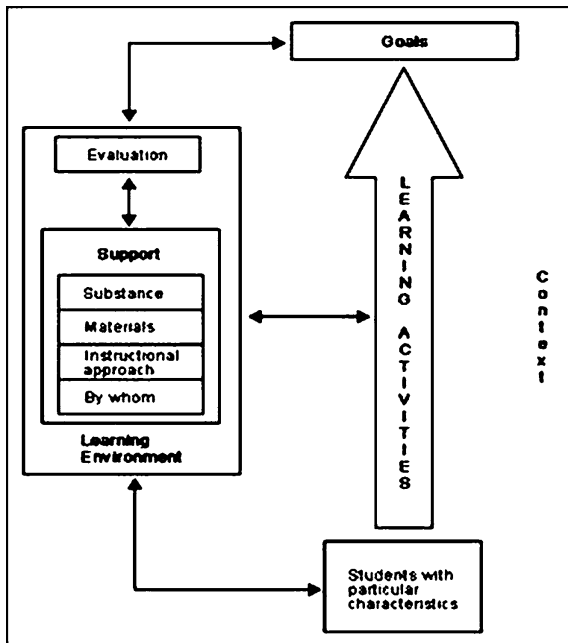 Goals
Evaluation
Support
Substance
Materials
Instructional
approach
By whom
Learning
Environment
LEARNING ACTIVITIES
Context
Students with
particular
characteristics